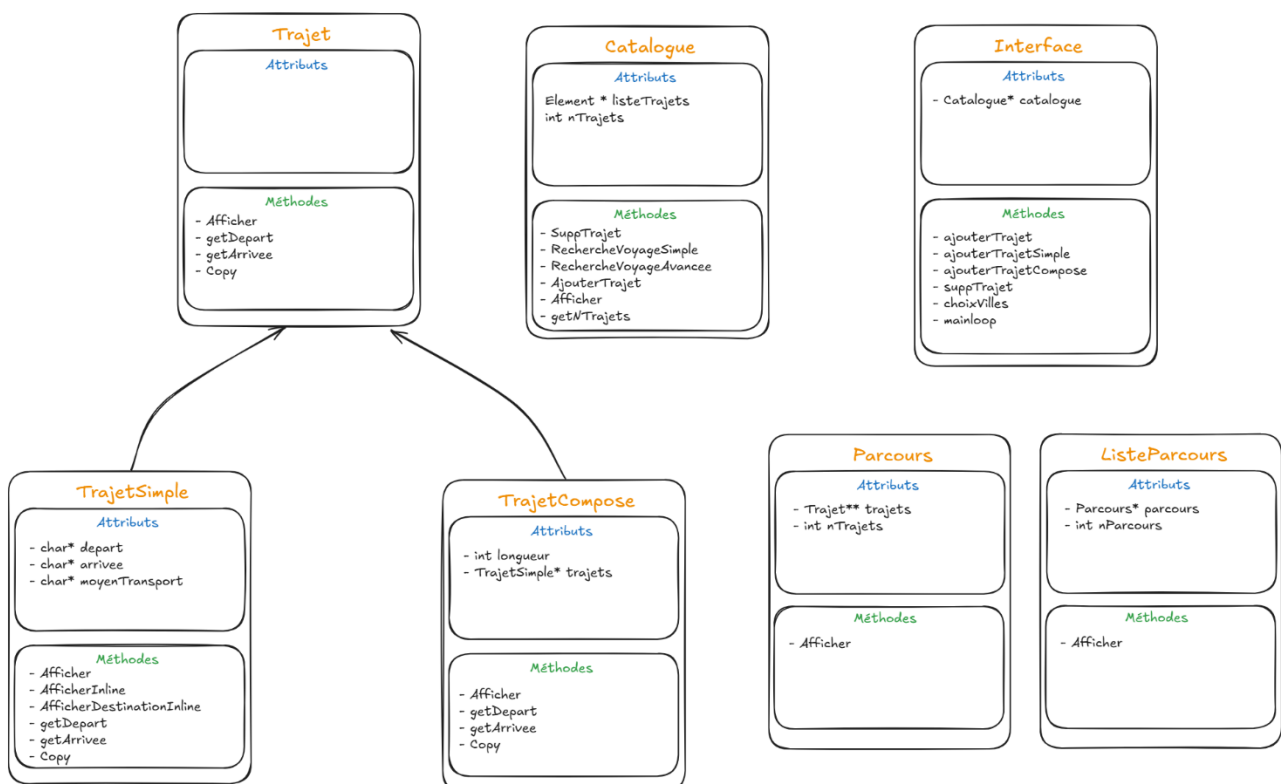 Trajet
Attributs
Méthodes
- Afficher
- getDepart
- getArrivee
- Copy
Catalogue
Attributs
Element * listeTrajets
int nTrajets
Méthodes
- SuppTrajet
- RechercheVoyageSimple
- RechercheVoyageAvancee
- AjouterTrajet
- Afficher
- getNTrajets
Interface
Attributs
- Catalogue* catalogue
Méthodes
- ajouterTrajet
- ajouterTrajetSimple
- ajouterTrajetCompose
- suppTrajet
- choixVilles
- mainloop
TrajetSimple
Attributs
- char* depart
- char* arrivee
- char* moyenTransport
Méthodes
- Afficher
- AfficherInline
- AfficherDestinationInline
- getDepart
- getArrivee
- Copy
TrajetCompose
Attributs
- int longueur
- TrajetSimple* trajets
Méthodes
- Afficher
- getDepart
- getArrivee
- Copy
Parcours
Attributs
- Trajet** trajets
- int nTrajets
Méthodes
- Afficher
ListeParcours
Attributs
- Parcours* parcours
- int nParcours
Méthodes
- Afficher